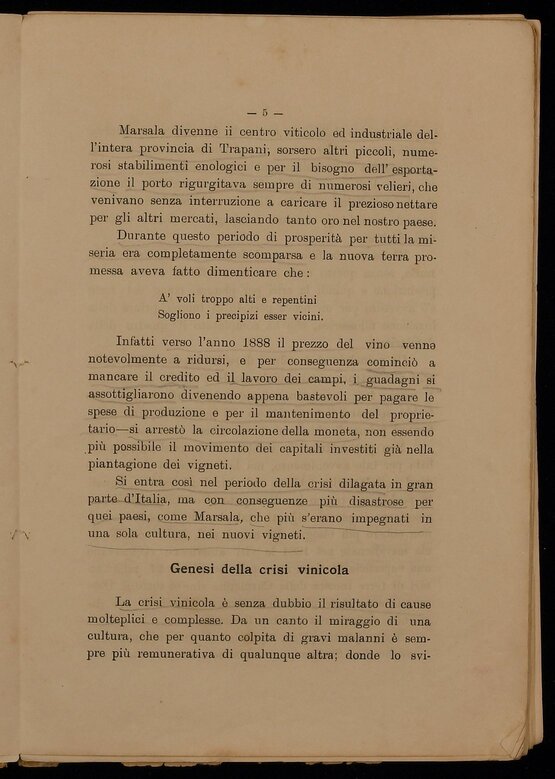 — 5 —
Marsala divenne ii centro viticolo ed industriale del-
l'intera provincia di Trapani, sorsero altri piccoli, nume-
rosi stabilimenti enologici e per il bisogno dell' esporta-
zione il porto rigurgitava sempre di numerosi velieri, che
venivano senza interruzione a caricare il prezioso nettare
per gli altri mercati, lasciando tanto oro nel nostro paese.
Durante questo periodo di prosperità per tutti la mi-
seria era completamente scomparsa e la nuova terra pro-
messa aveva fatto dimenticare che :
A' voli troppo alti e repentini
Sogliono i precipizi esser vicini.
Infatti verso l'anno 1888 il prezzo del vino venne
notevolmente a ridursi, e per conseguenza cominciò a
mancare il credito ed il lavoro dei campi, i guadagni si
assottigliarono divenendo appena bastevoli per pagare le
spese di produzione e per il mantenimento del proprie-
tario—si arrestò la circolazione della moneta, non essendo
più possibile il movimento dei capitali investiti già nella
piantagione dei vigneti.
Si entra così nel periodo della crisi dilagata in gran
parte d'Italia, ma con conseguenze più disastrose per
quei paesi, come Marsala, che più s'erano impegnati in
una sola cultura, nei nuovi vigneti.
Genesi della crisi vinicola
La crisi vinicola è senza dubbio il risultato di cause
molteplici e complesse. Da un canto il miraggio di una
cultura, che per quanto colpita di gravi malanni è sem-
pre più remunerativa di qualunque altra; donde lo svi-